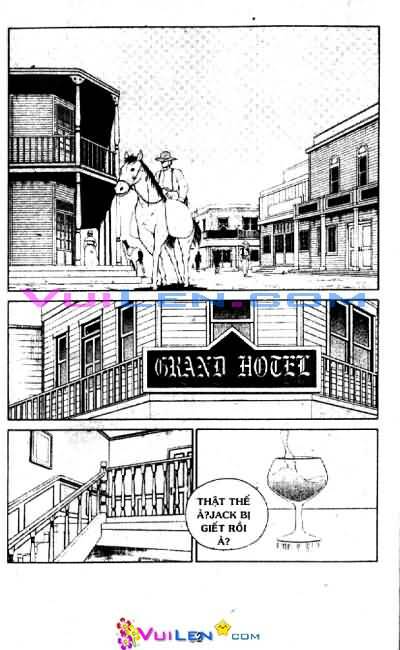 VUILEN.COM
GRAND HOTEL
THẬT THẾ
À?JACK BỊ
GIẾT RỒI
À?
VUILEN
.COM